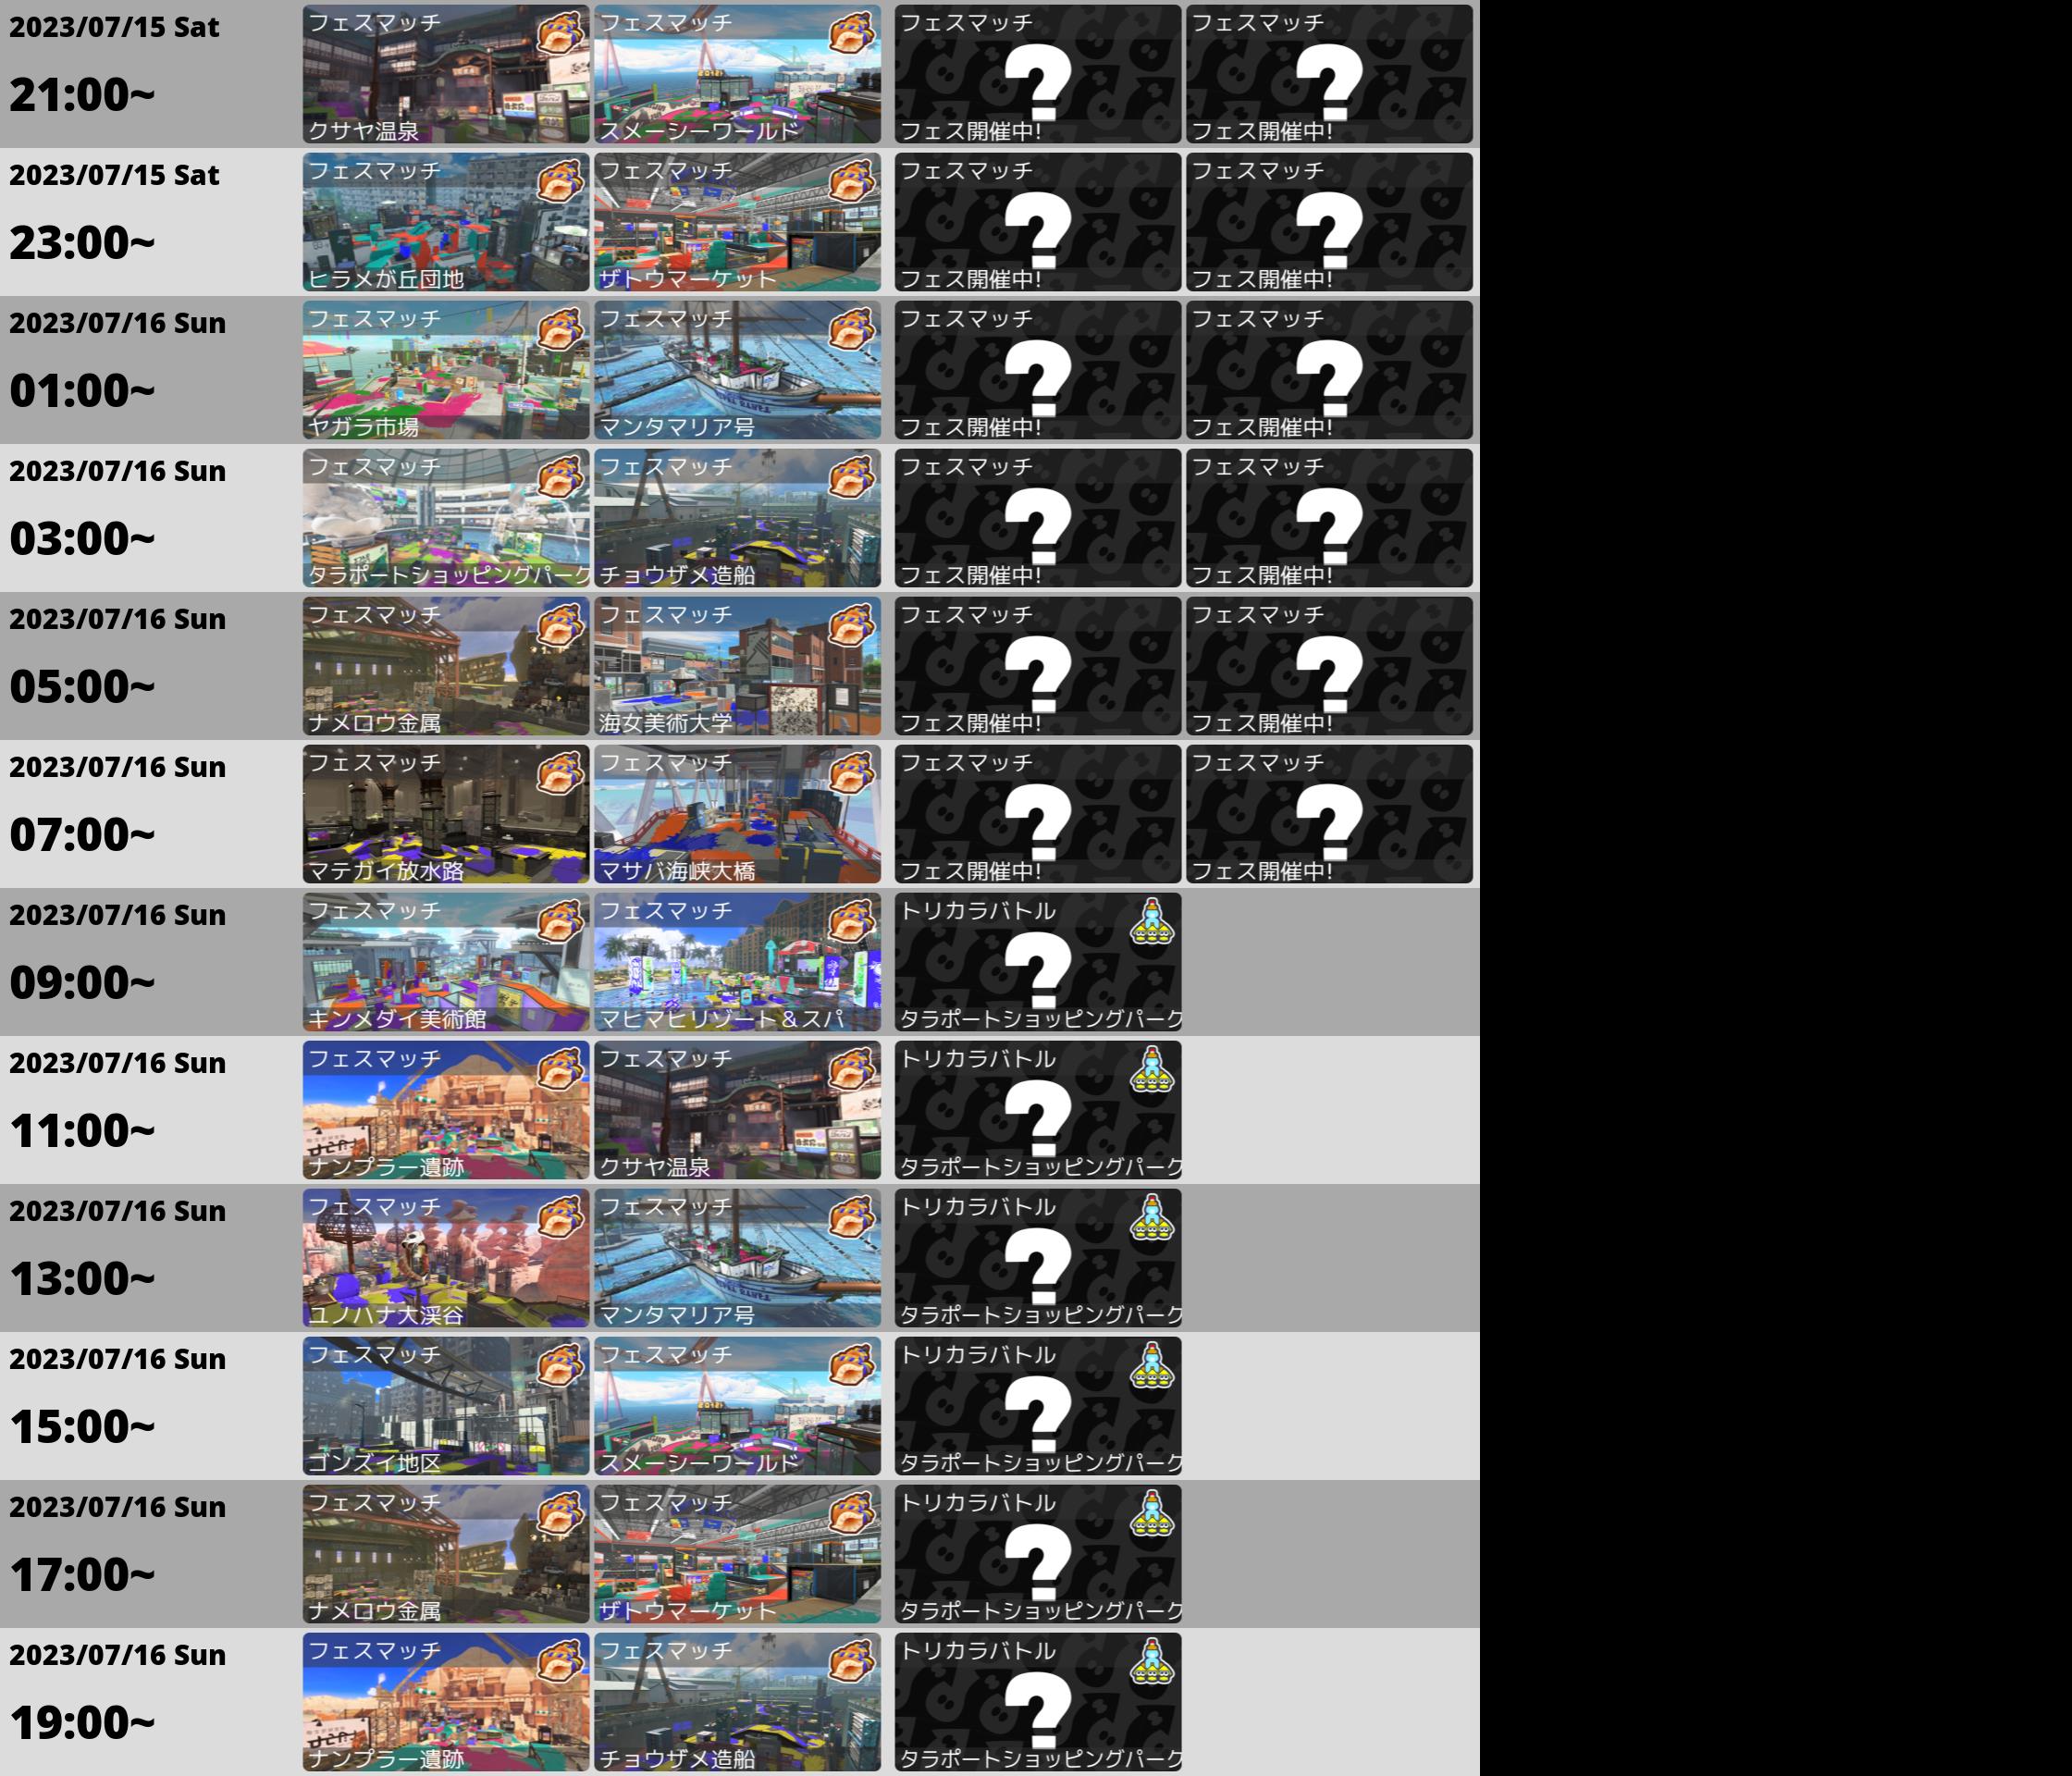 2023/07/15 Sat
21:00~
フェスマッチ
クサヤ温泉
フェスマッチ
スメーシーワールド
フェスマッチ
フェス開催中!
フェスマッチ
フェス開催中!
2023/07/15 Sat
23:00~
フェスマッチ
ヒラメが丘団地
フェスマッチ
ザトウマーケット
フェスマッチ
フェス開催中!
フェスマッチ
フェス開催中!
2023/07/16 Sun
01:00~
フェスマッチ
ヤガラ市場
フェスマッチ
マンタマリア号
フェスマッチ
フェス開催中!
フェスマッチ
フェス開催中!
2023/07/16 Sun
03:00~
フェスマッチ
タラポートショッピングパーク
フェスマッチ
チョウザメ造船
フェスマッチ
フェス開催中!
フェスマッチ
フェス開催中!
2023/07/16 Sun
05:00~
フェスマッチ
ナメロウ金属
フェスマッチ
海女美術大学
フェスマッチ
フェス開催中!
フェスマッチ
フェス開催中!
2023/07/16 Sun
07:00~
フェスマッチ
マテガイ放水路
フェスマッチ
マサバ海峡大橋
フェスマッチ
フェス開催中!
フェスマッチ
フェス開催中!
2023/07/16 Sun
09:00~
フェスマッチ
キンメダイ美術館
フェスマッチ
マヒマヒリゾート＆スパ
トリカラバトル
タラポートショッピングパーク
2023/07/16 Sun
11:00~
フェスマッチ
ナンプラー遺跡
フェスマッチ
クサヤ温泉
トリカラバトル
タラポートショッピングパーク
2023/07/16 Sun
13:00~
フェスマッチ
ユノハナ大渓谷
フェスマッチ
マンタマリア号
トリカラバトル
タラポートショッピングパーク
2023/07/16 Sun
15:00~
フェスマッチ
ゴンズイ地区
フェスマッチ
スメーシーワールド
トリカラバトル
タラポートショッピングパーク
2023/07/16 Sun
17:00~
フェスマッチ
ナメロウ金属
フェスマッチ
ザトウマーケット
トリカラバトル
タラポートショッピングパーク
2023/07/16 Sun
19:00~
フェスマッチ
ナンプラー遺跡
フェスマッチ
チョウザメ造船
トリカラバトル
タラポートショッピングパーク